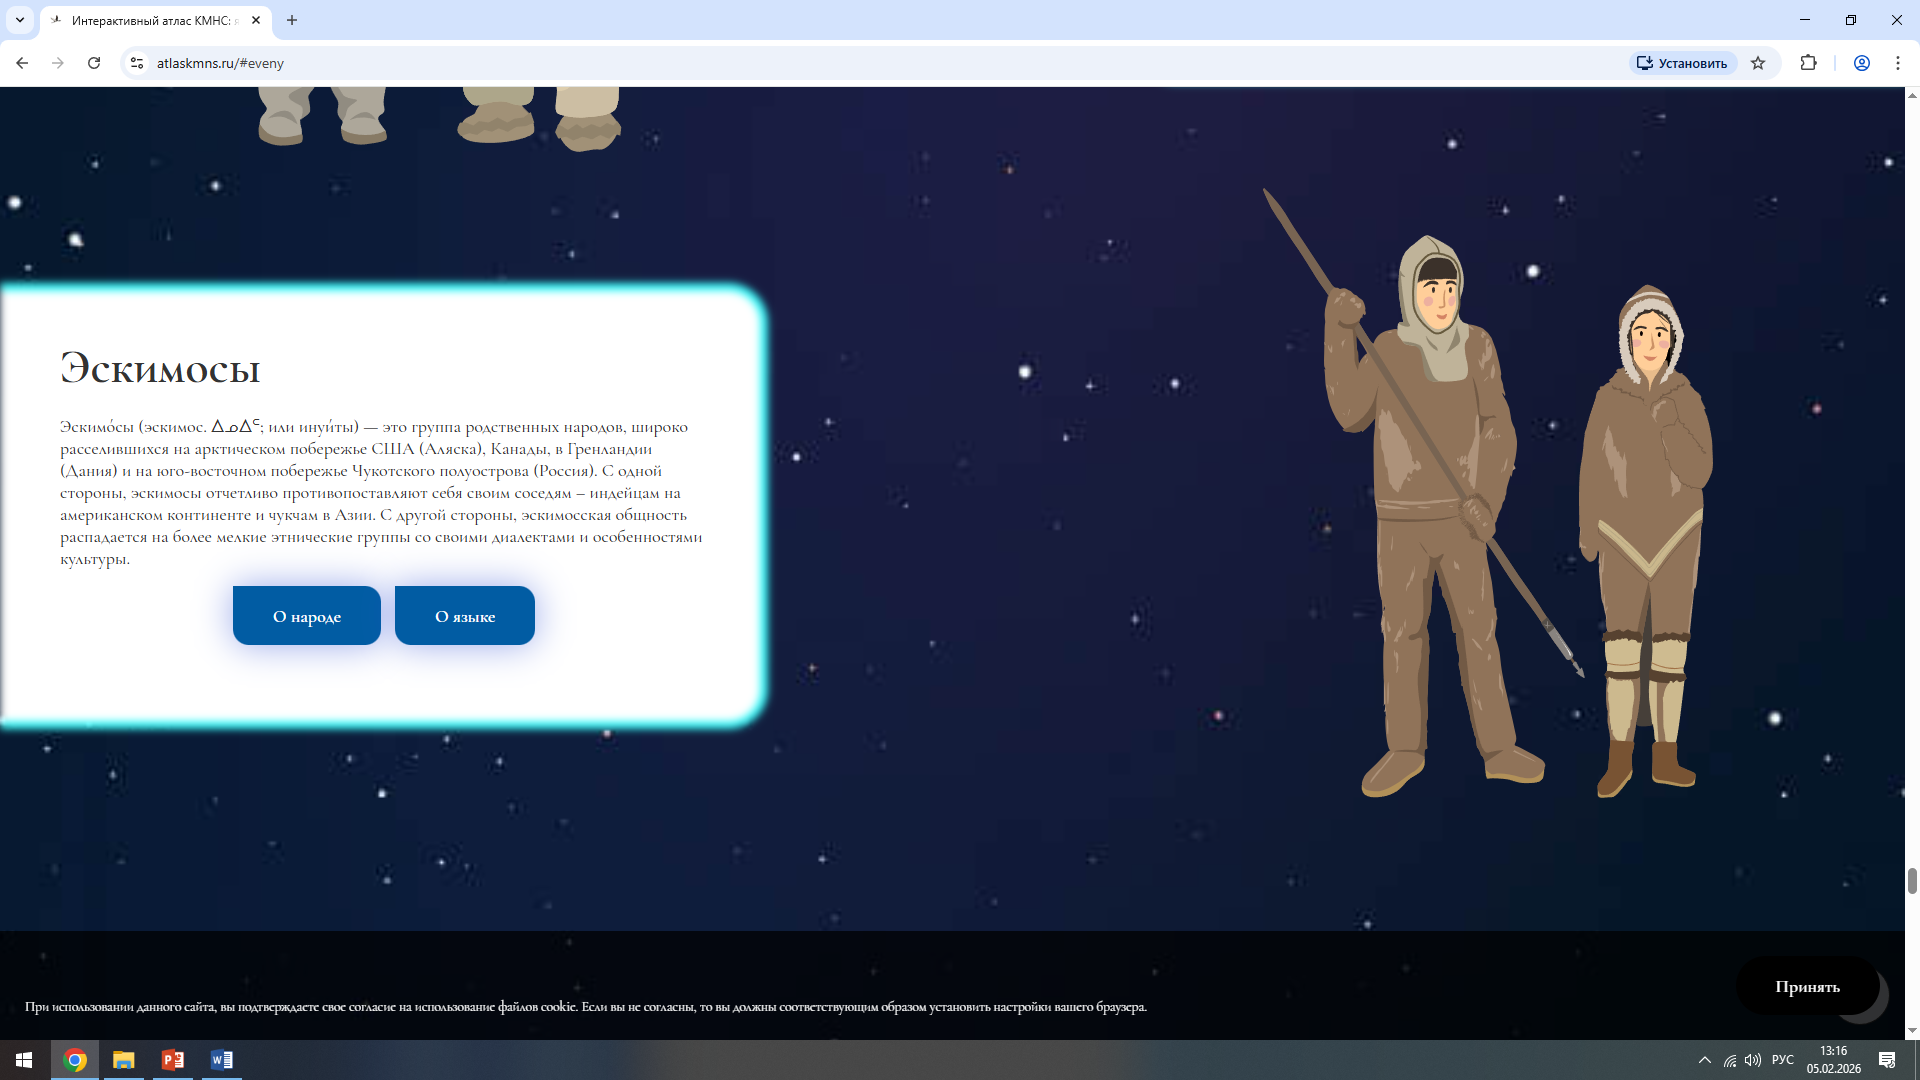 Интерактивный атлас КМНС: я
atlaskmns.ru/#eveny
Установить
Эскимосы
Эскимо́сы (эскимос. ᐃᓄᐃᑦ; или инуи́ты) — это группа родственных народов, широко
расселившихся на арктическом побережье США (Аляска), Канады, в Гренландии
(Дания) и на юго-восточном побережье Чукотского полуострова (Россия). С одной
стороны, эскимосы отчетливо противопоставляют себя своим соседям – индейцам на
американском континенте и чукчам в Азии. С другой стороны, эскимосская общность
распадается на более мелкие этнические группы со своими диалектами и особенностями
культуры.
О народе
О языке
При использовании данного сайта, вы подтверждаете свое согласие на использование файлов cookie. Если вы не согласны, то вы должны соответствующим образом установить настройки вашего браузера.
Принять
РУС
13:16
05.02.2026